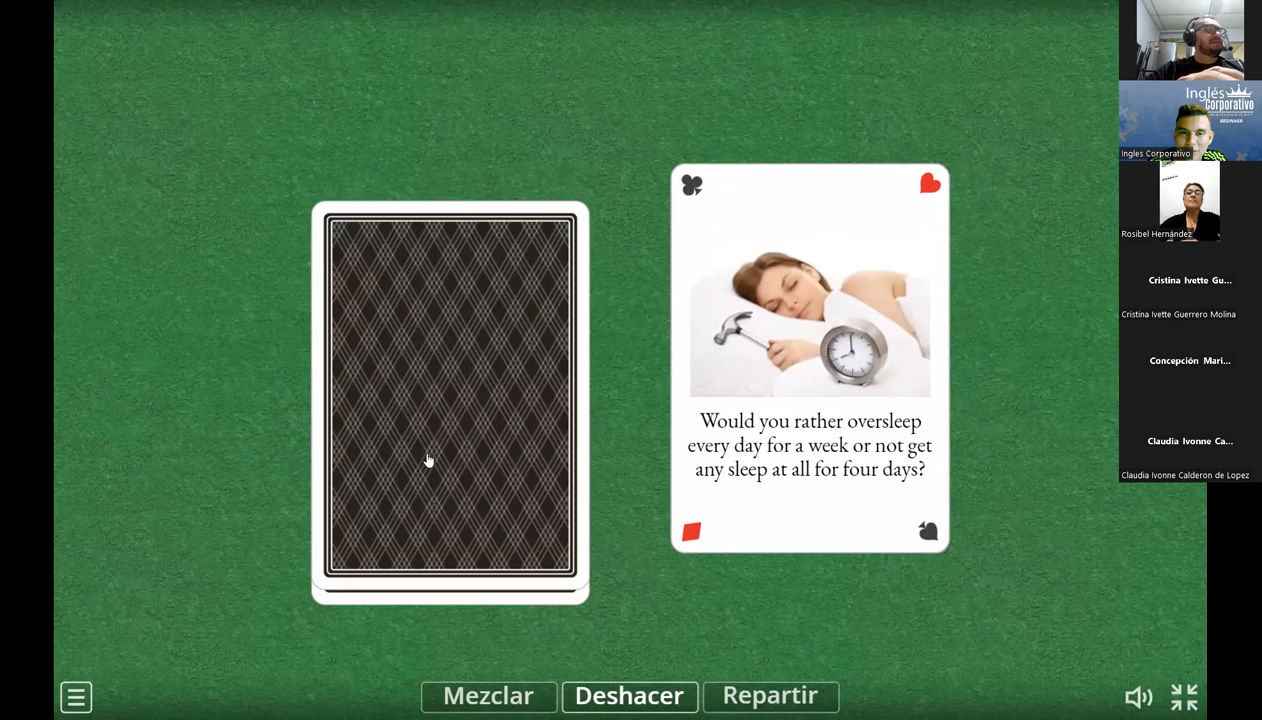 Would you rather oversleep
every day for a week or not get
any sleep at all for four days?
Mezclar
Deshacer
Repartir
Inglés
Corporativo
BEGINNER
Ingles Corporativo
Rosibel Hernández
Cristina Ivette Gu...
Cristina Ivette Guerrero Molina
Concepción Mari...
Claudia Ivonne Ca...
Claudia Ivonne Calderon de Lopez